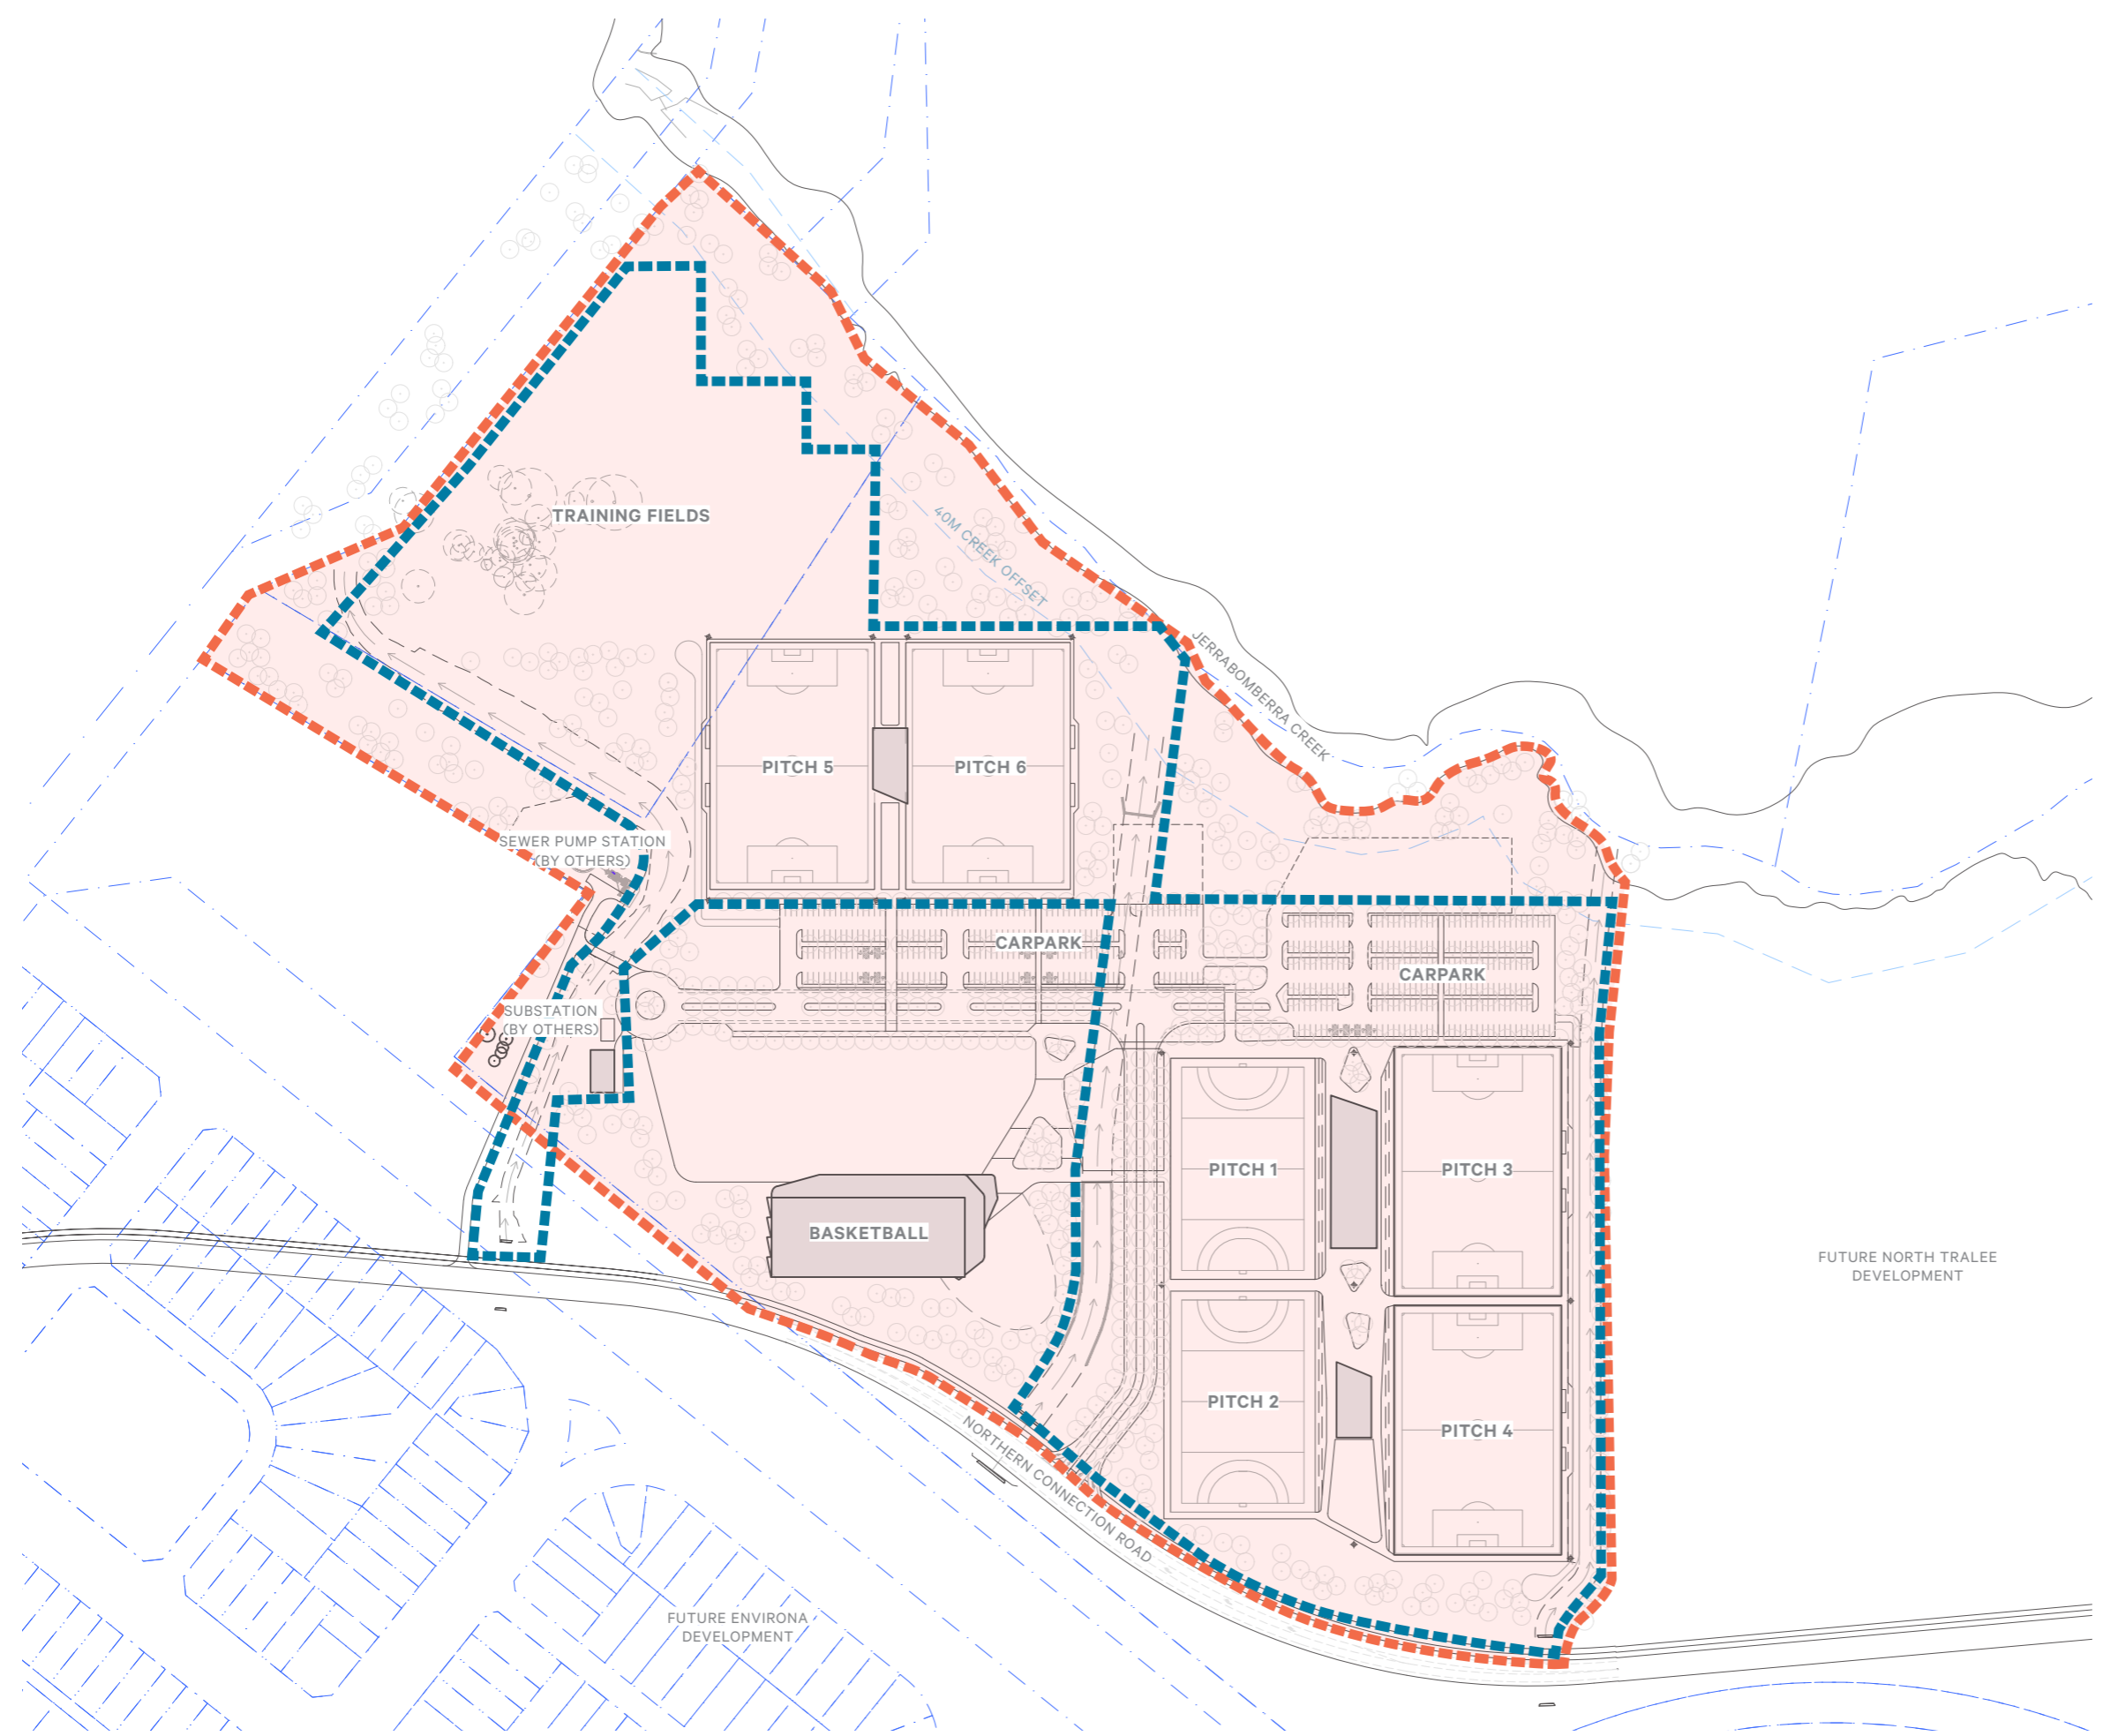 TRAINING FIELDS
40M CREEK OFFSET
JERRABOMBERRA CREEK
PITCH 5
PITCH 6
SEWER PUMP STATION
(BY OTHERS)
CARPARK
CARPARK
SUBSTATION
(BY OTHERS)
PITCH 1
PITCH 3
BASKETBALL
FUTURE NORTH TRALEE
DEVELOPMENT
PITCH 2
PITCH 4
NORTHERN CONNECTION ROAD
FUTURE ENVIRONA
DEVELOPMENT